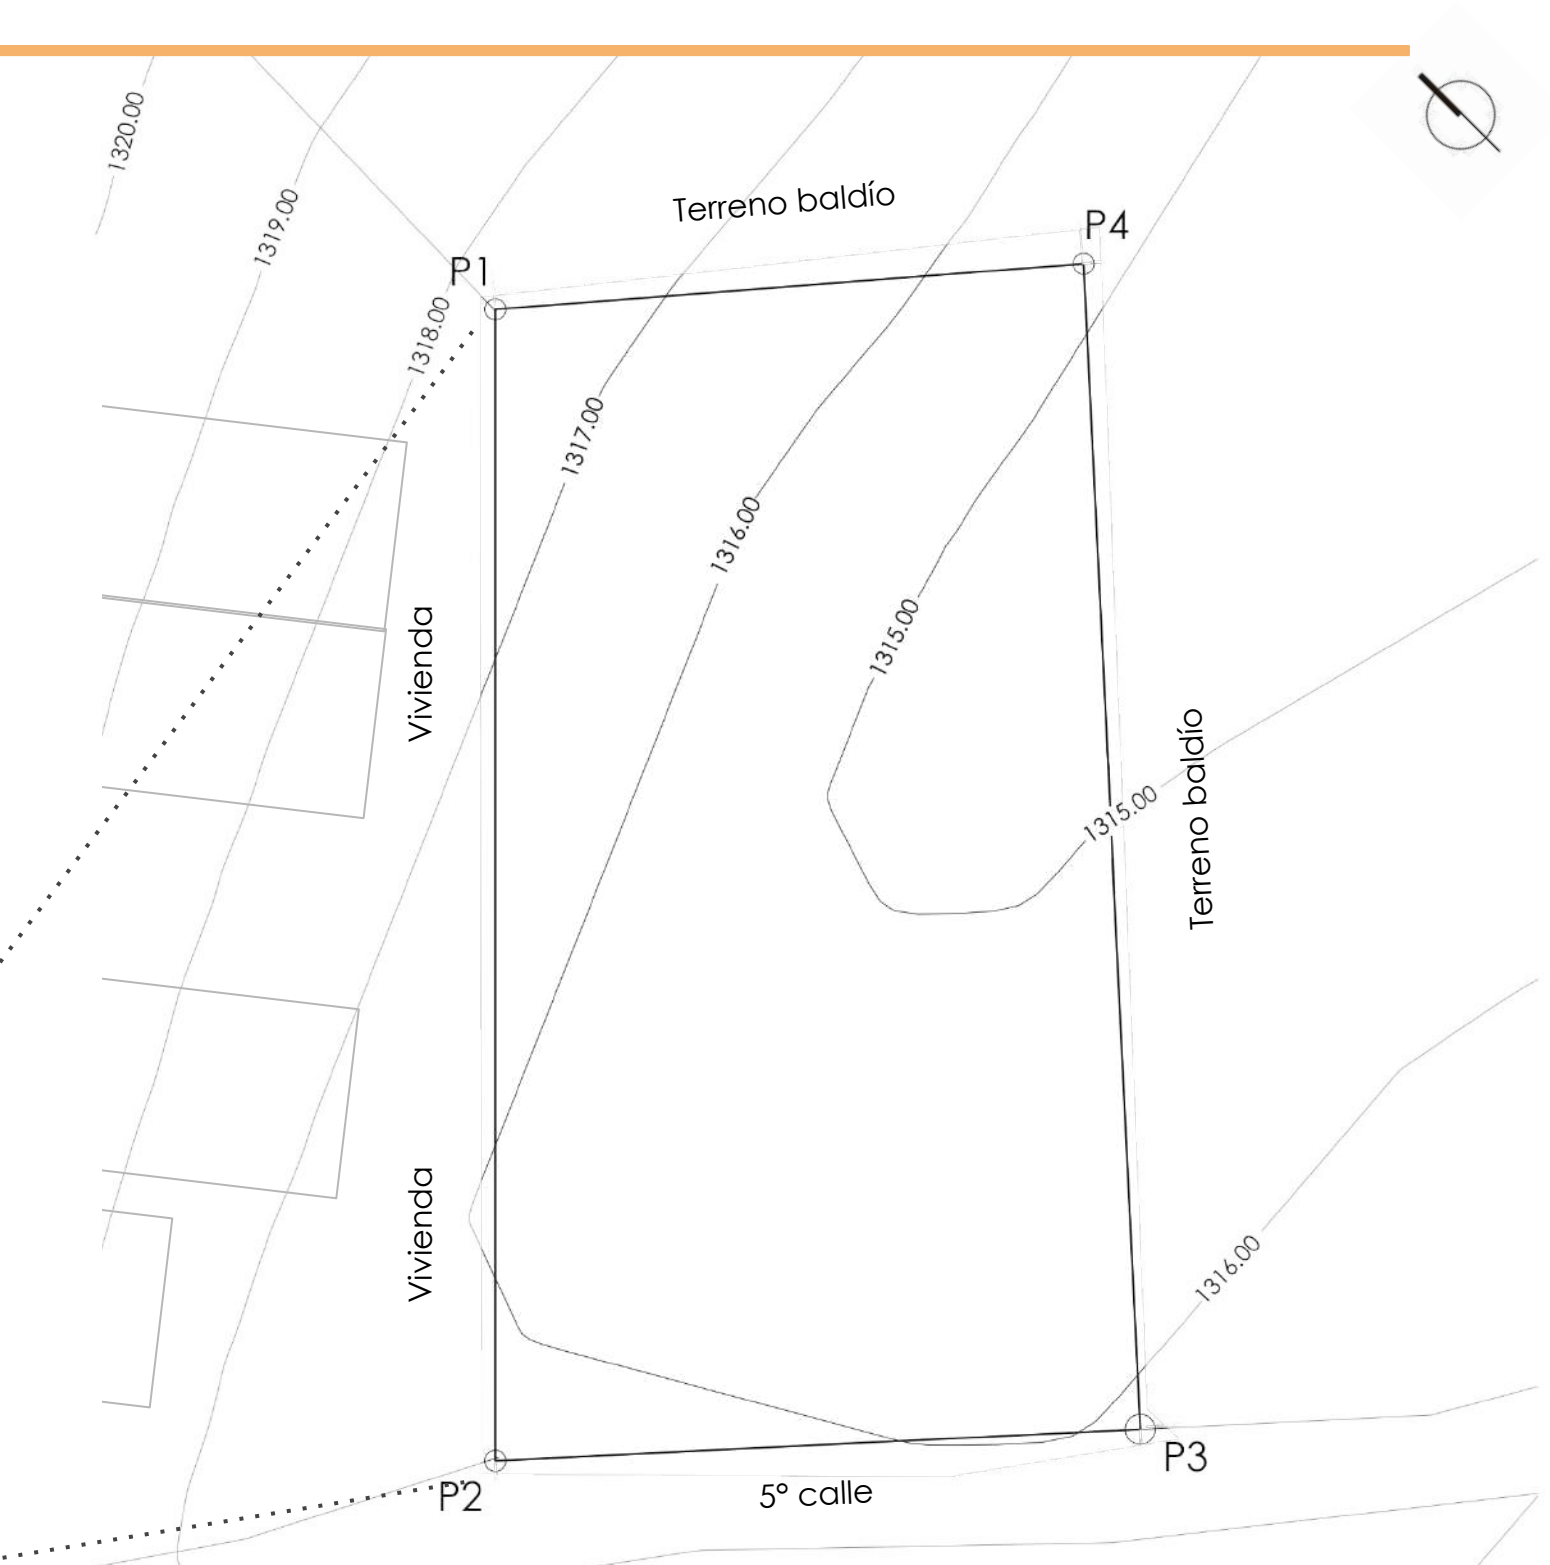 1320.00
1319.00
Terreno baldío
P4
P1
1318.00
1317.00
1316.00
1315.00
Vivienda
Terreno baldío
1315.00
Vivienda
1316.00
P3
P2
5° calle